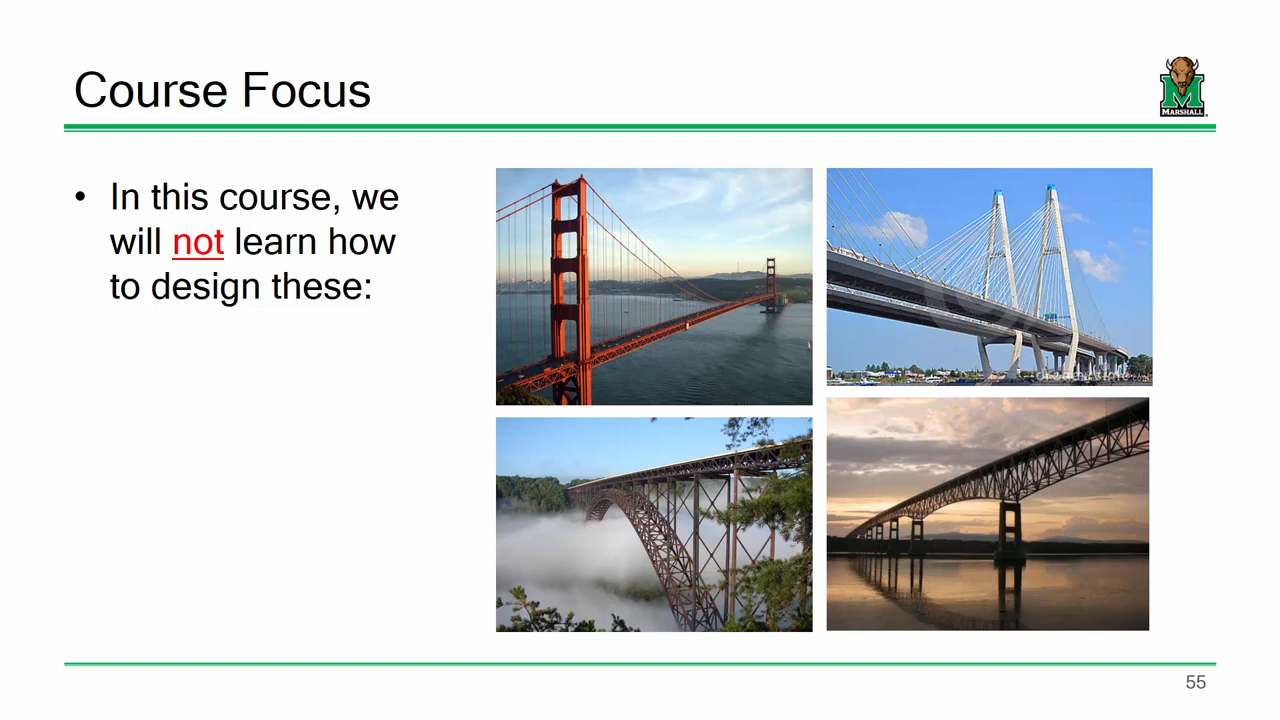 Course Focus
MARSHALL
• In this course, we
will not learn how
to design these:
55